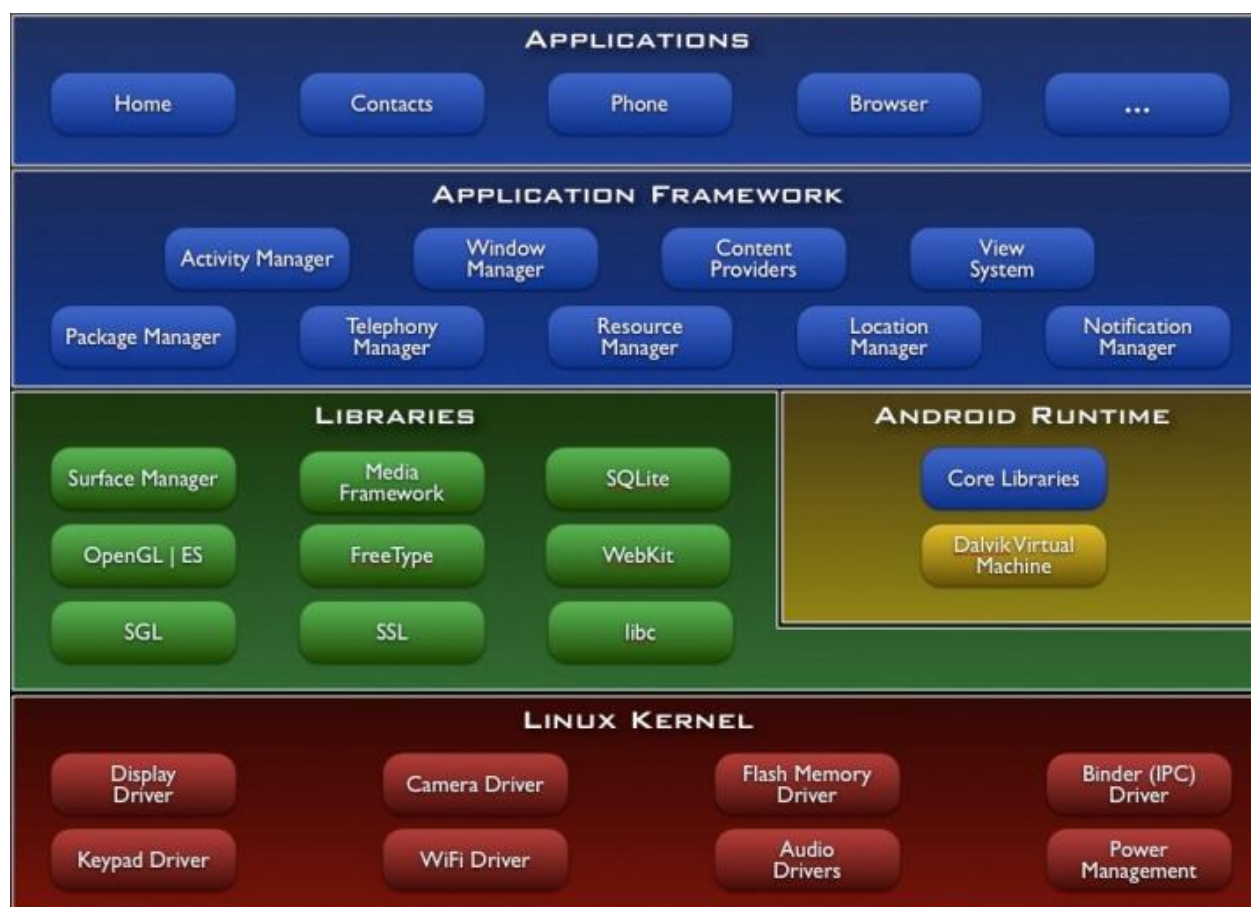 APPLICATIONS
Home
Contacts
Phone
Browser
...
APPLICATION FRAMEWORK
Activity Manager
Window
Manager
Content
Providers
View
System
Package Manager
Telephony
Manager
Resource
Manager
Location
Manager
Notification
Manager
LIBRARIES
Surface Manager
Media
Framework
SQLite
OpenGL | ES
FreeType
WebKit
SGL
SSL
libc
ANDROID RUNTIME
Core Libraries
Dalvik Virtual
Machine
LINUX KERNEL
Display
Driver
Camera Driver
Flash Memory
Driver
Binder (IPC)
Driver
Keypad Driver
WiFi Driver
Audio
Drivers
Power
Management